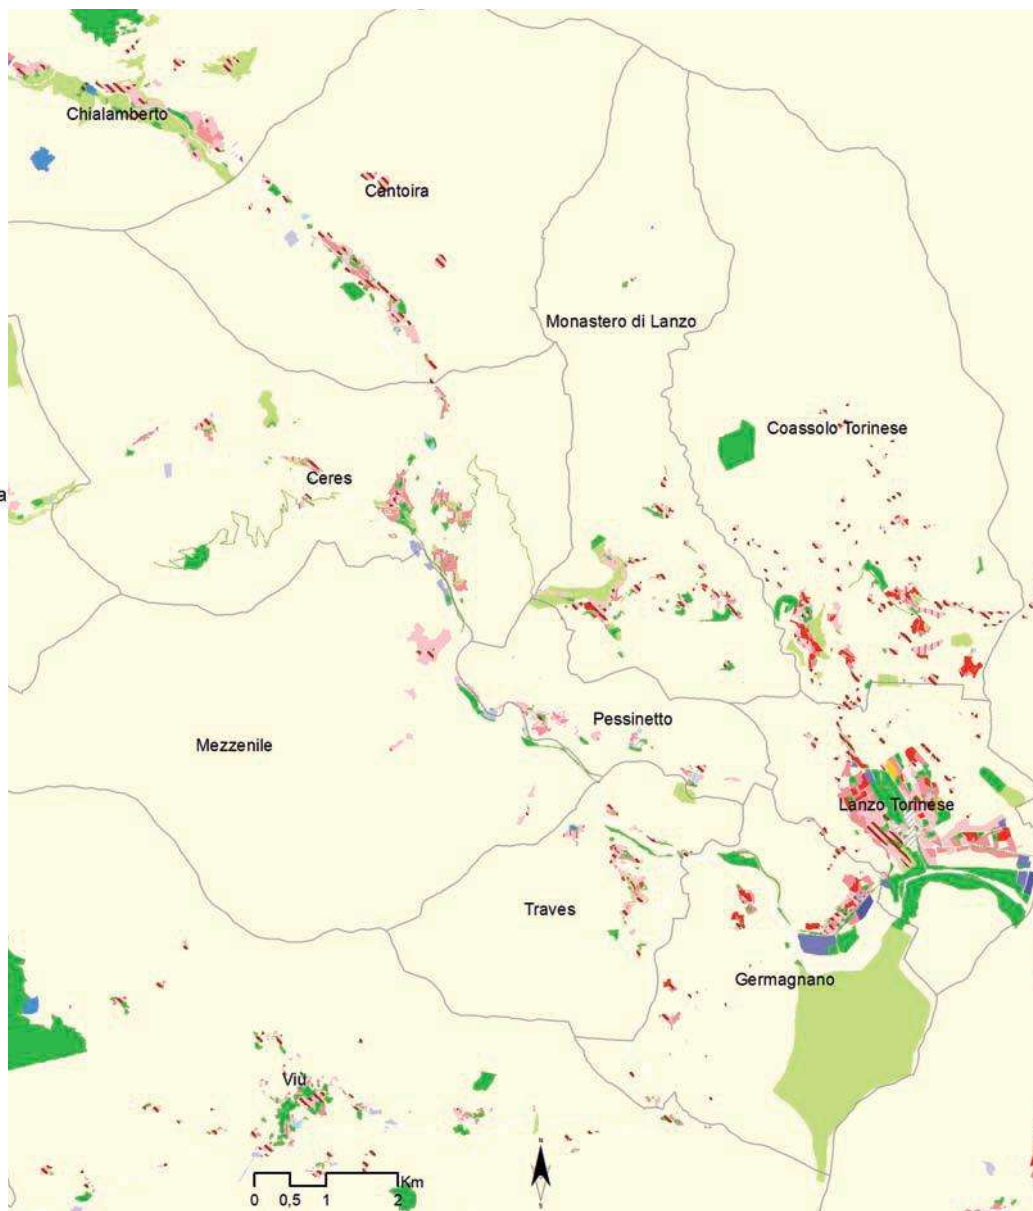 Chialamberto
Centoira
Monastero di Lanzo
Coassolo Torinese
Ceres
a
Pessinetto
Mezzenile
Lanzo Torinese
Traves
Germagnano
Viù
N
Km
0 0,5 1 2
S